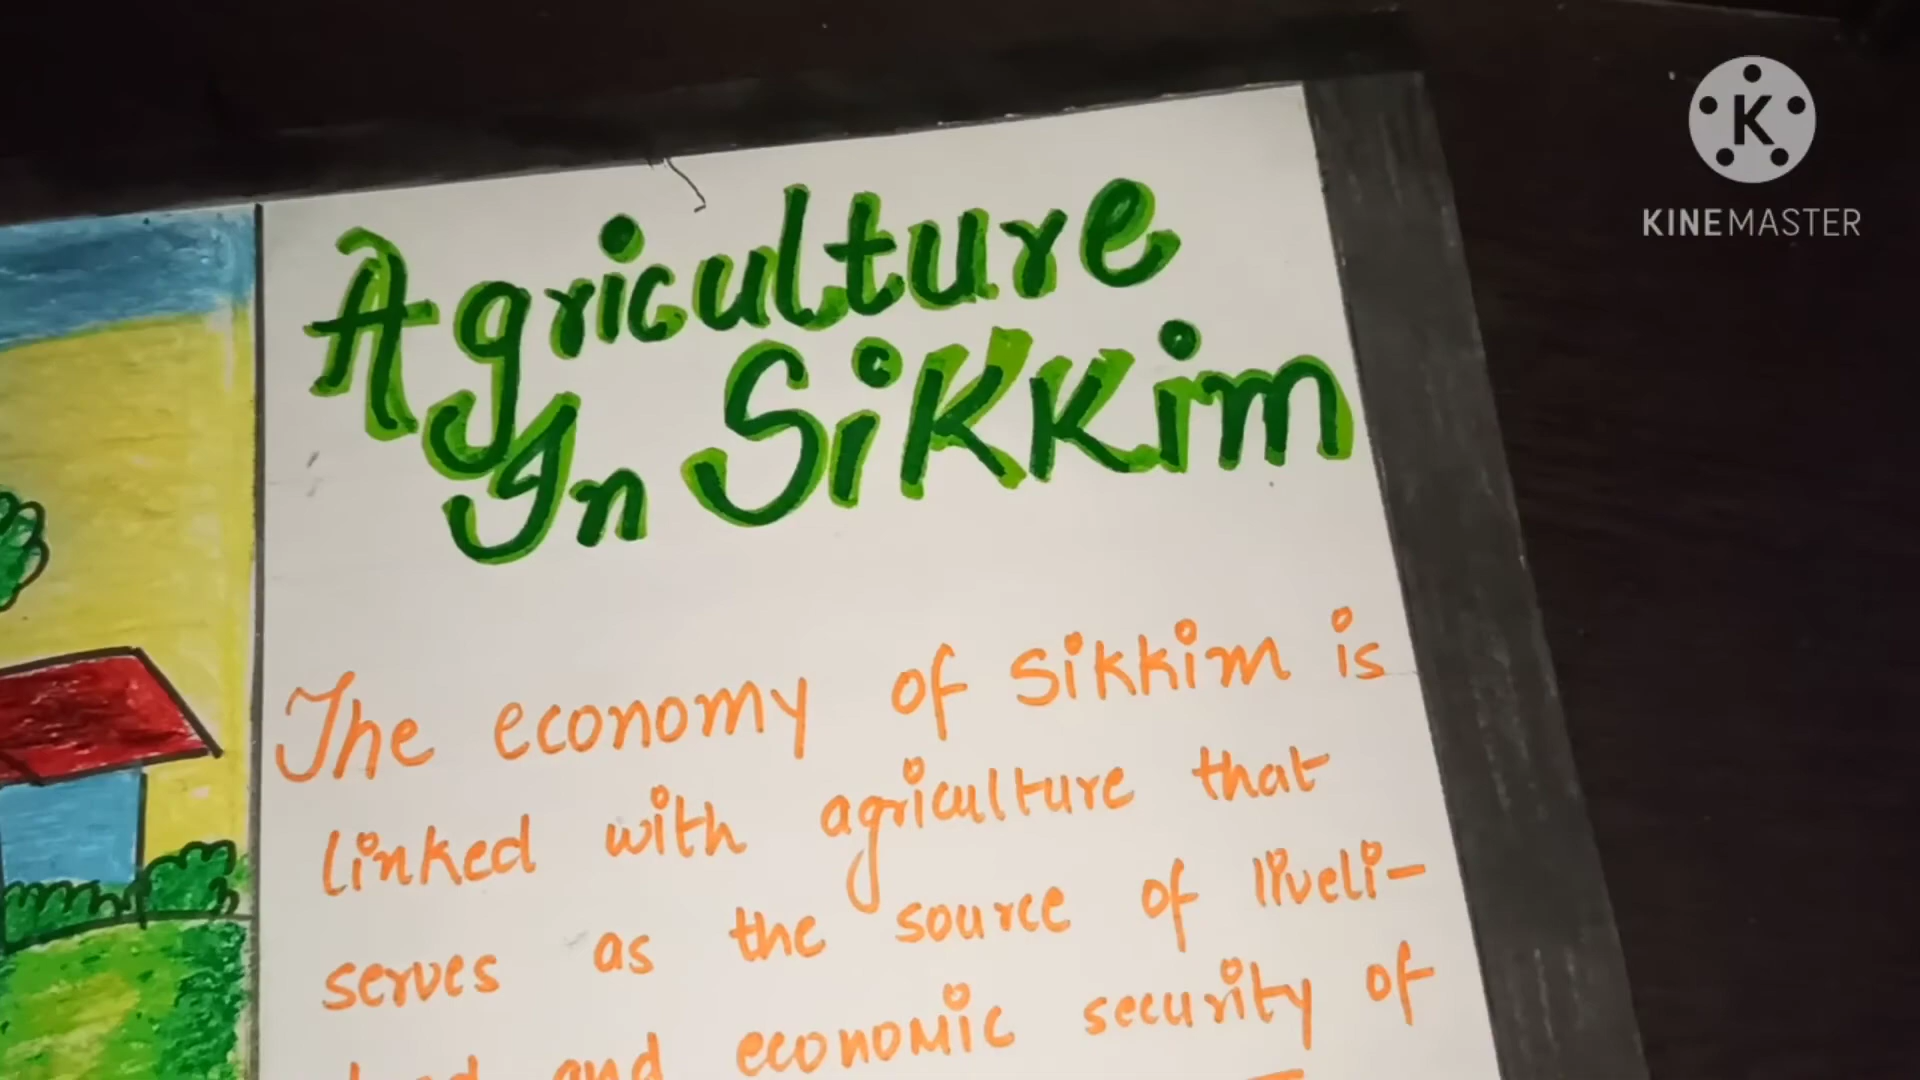 Agriculture
In SiKKim
The economy of Sikkim is
linked with agriculture that
serves as the source of liveli-
and economic security of
K
KINEMASTER